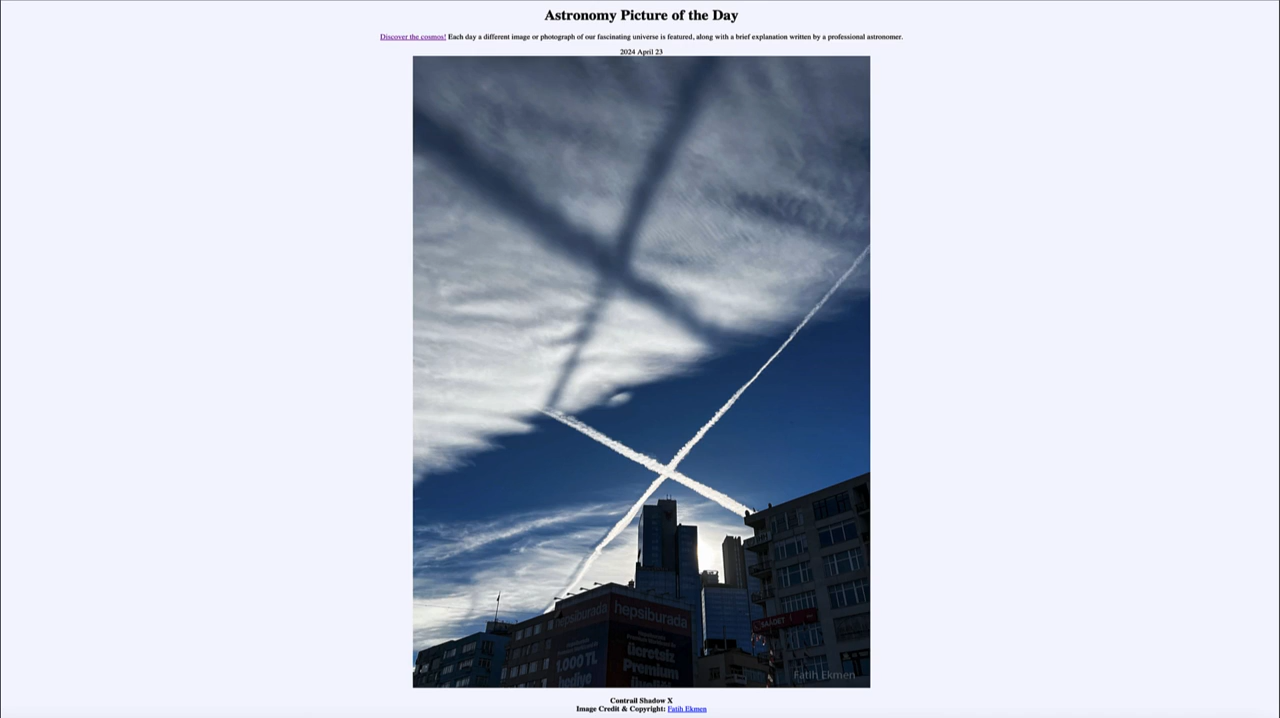 Astronomy Picture of the Day
Discover the cosmos! Each day a different image or photograph of our fascinating universe is featured, along with a brief explanation written by a professional astronomer.
2024 April 23
hepsiburada
hepsiburada
1.000 TL
hediye
ücretsiz
Premium
SAADET
Fatih Ekmen
Contrail Shadow X
Image Credit & Copyright: Fatih Ekmen